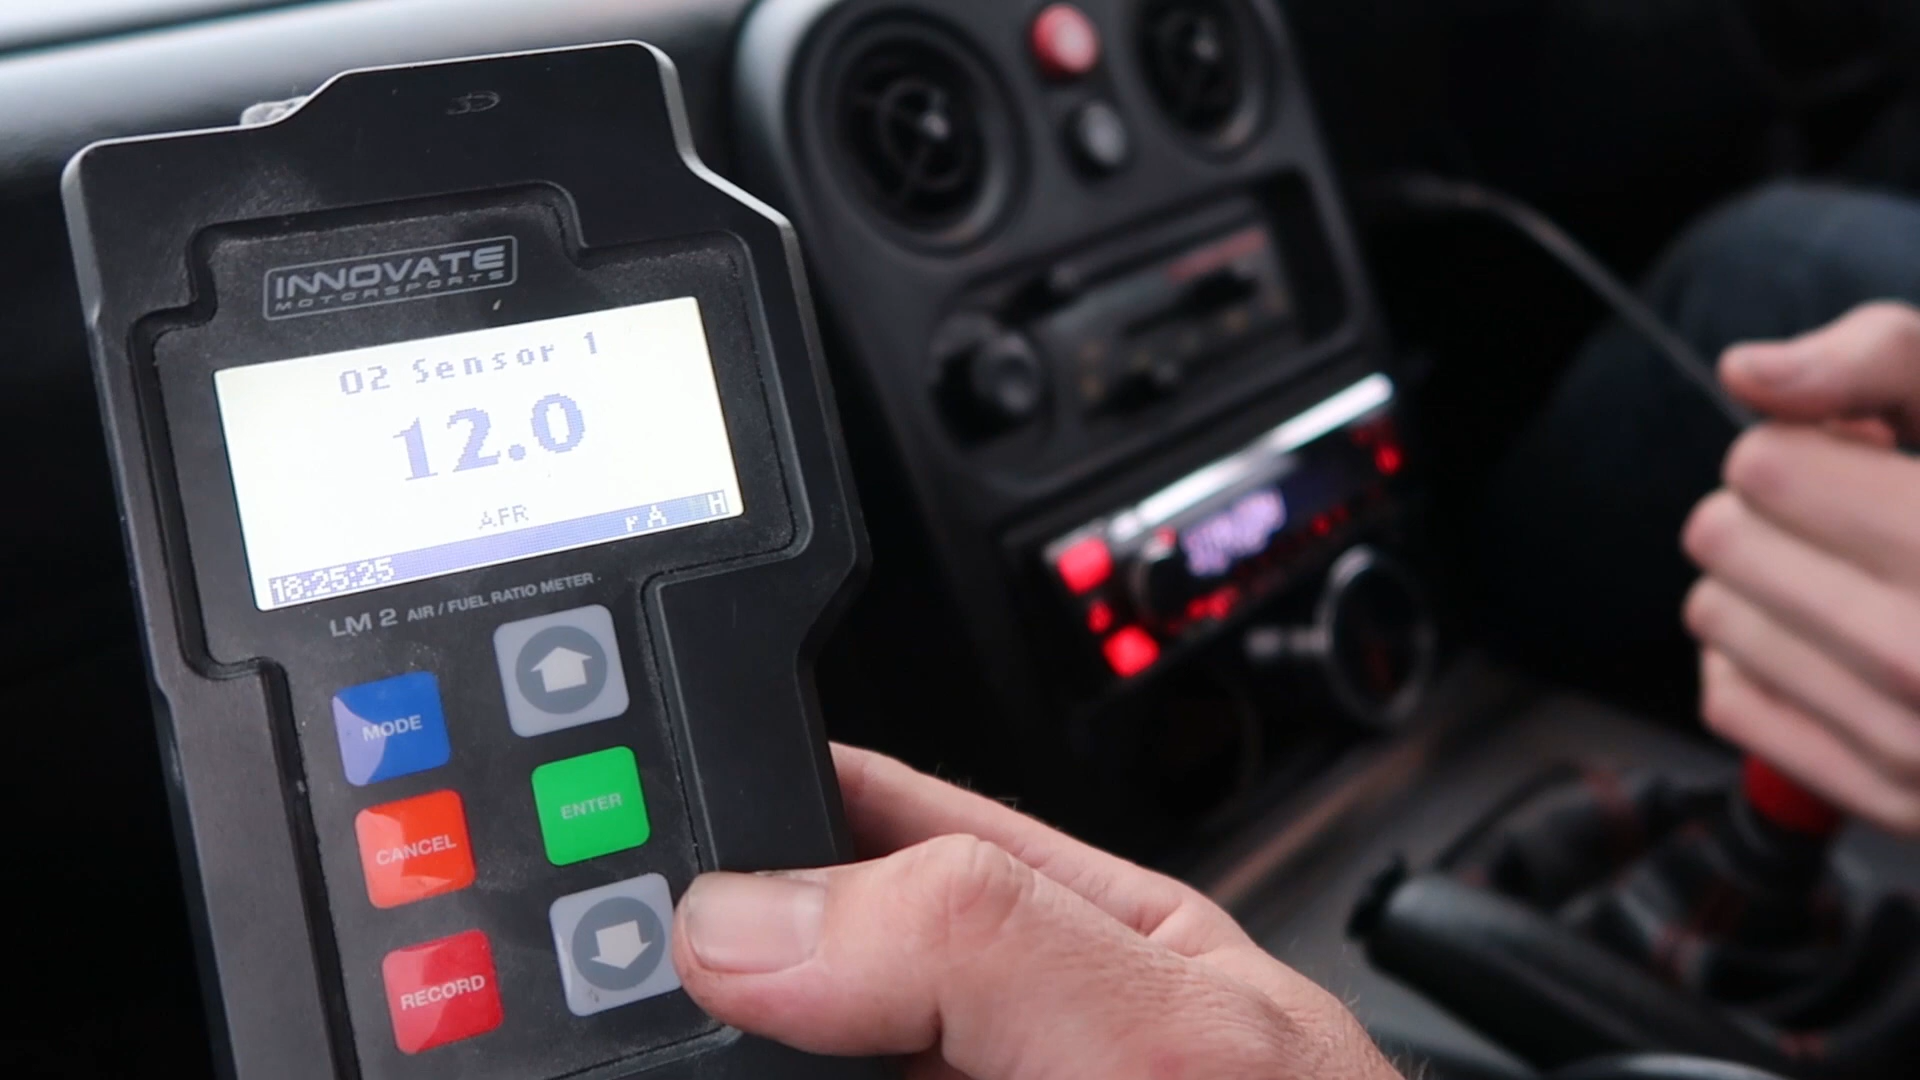 INNOVATE
MOTORSPORTS
O2 Sensor 1
12.0
AFR
rA H
18:25:25
LM 2 AIR / FUEL RATIO METER
MODE
ENTER
CANCEL
RECORD